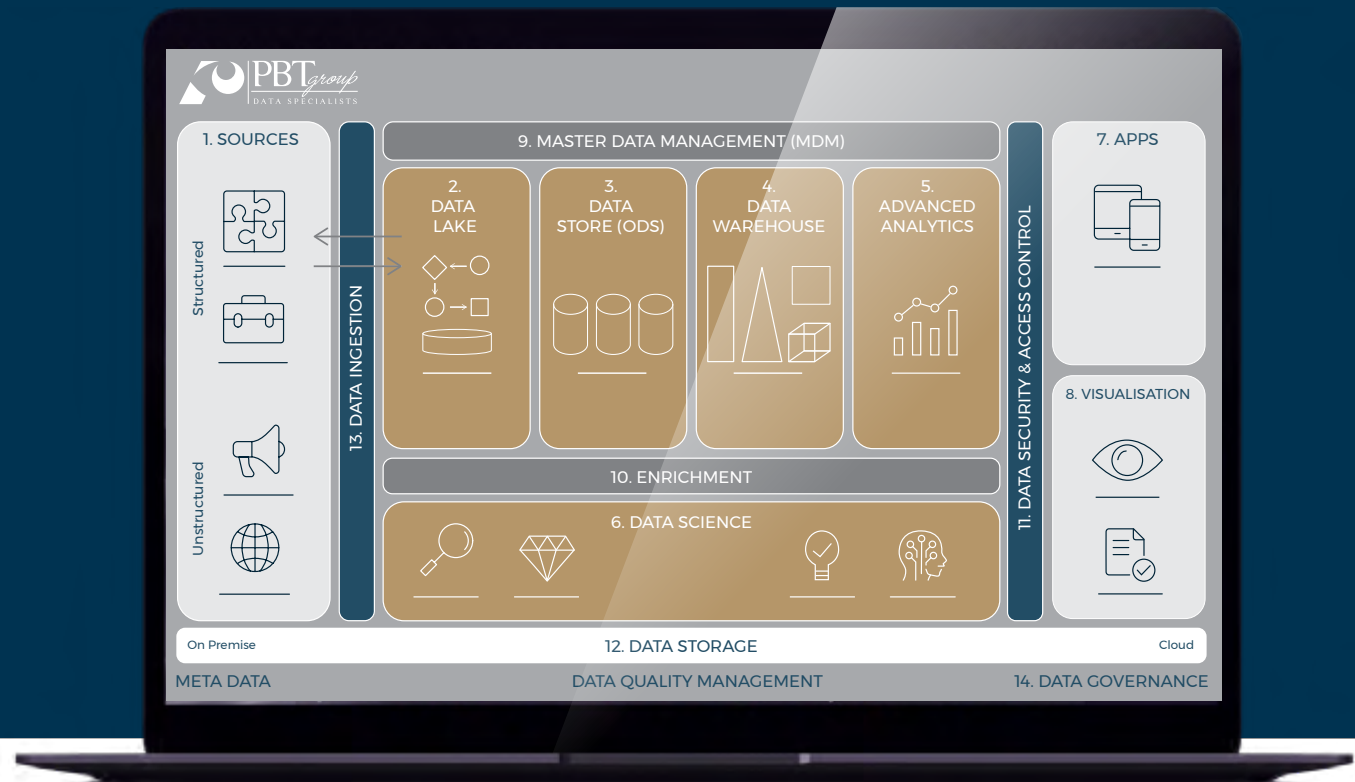 PBT group
DATA SPECIALISTS
1. SOURCES
Structured
Unstructured
13. DATA INGESTION
9. MASTER DATA MANAGEMENT (MDM)
2.
DATA
LAKE
3.
DATA
STORE (ODS)
4.
DATA
WAREHOUSE
5.
ADVANCED
ANALYTICS
10. ENRICHMENT
6. DATA SCIENCE
11. DATA SECURITY & ACCESS CONTROL
7. APPS
8. VISUALISATION
On Premise
12. DATA STORAGE
Cloud
META DATA
DATA QUALITY MANAGEMENT
14. DATA GOVERNANCE